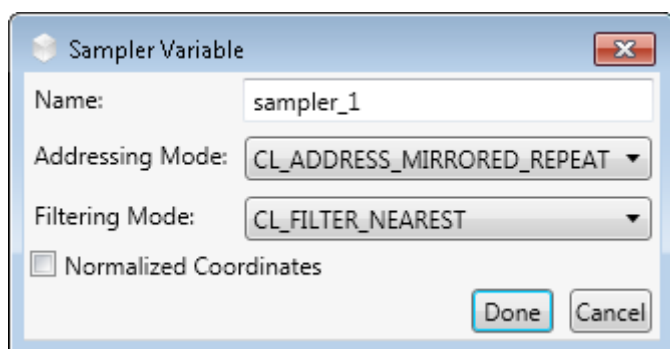 Sampler Variable
Name: sampler_1
Addressing Mode: CL_ADDRESS_MIRRORED_REPEAT
Filtering Mode: CL_FILTER_NEAREST
Normalized Coordinates
Done Cancel